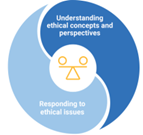 Understanding
ethical concepts and
perspectives
Responding to
ethical issues